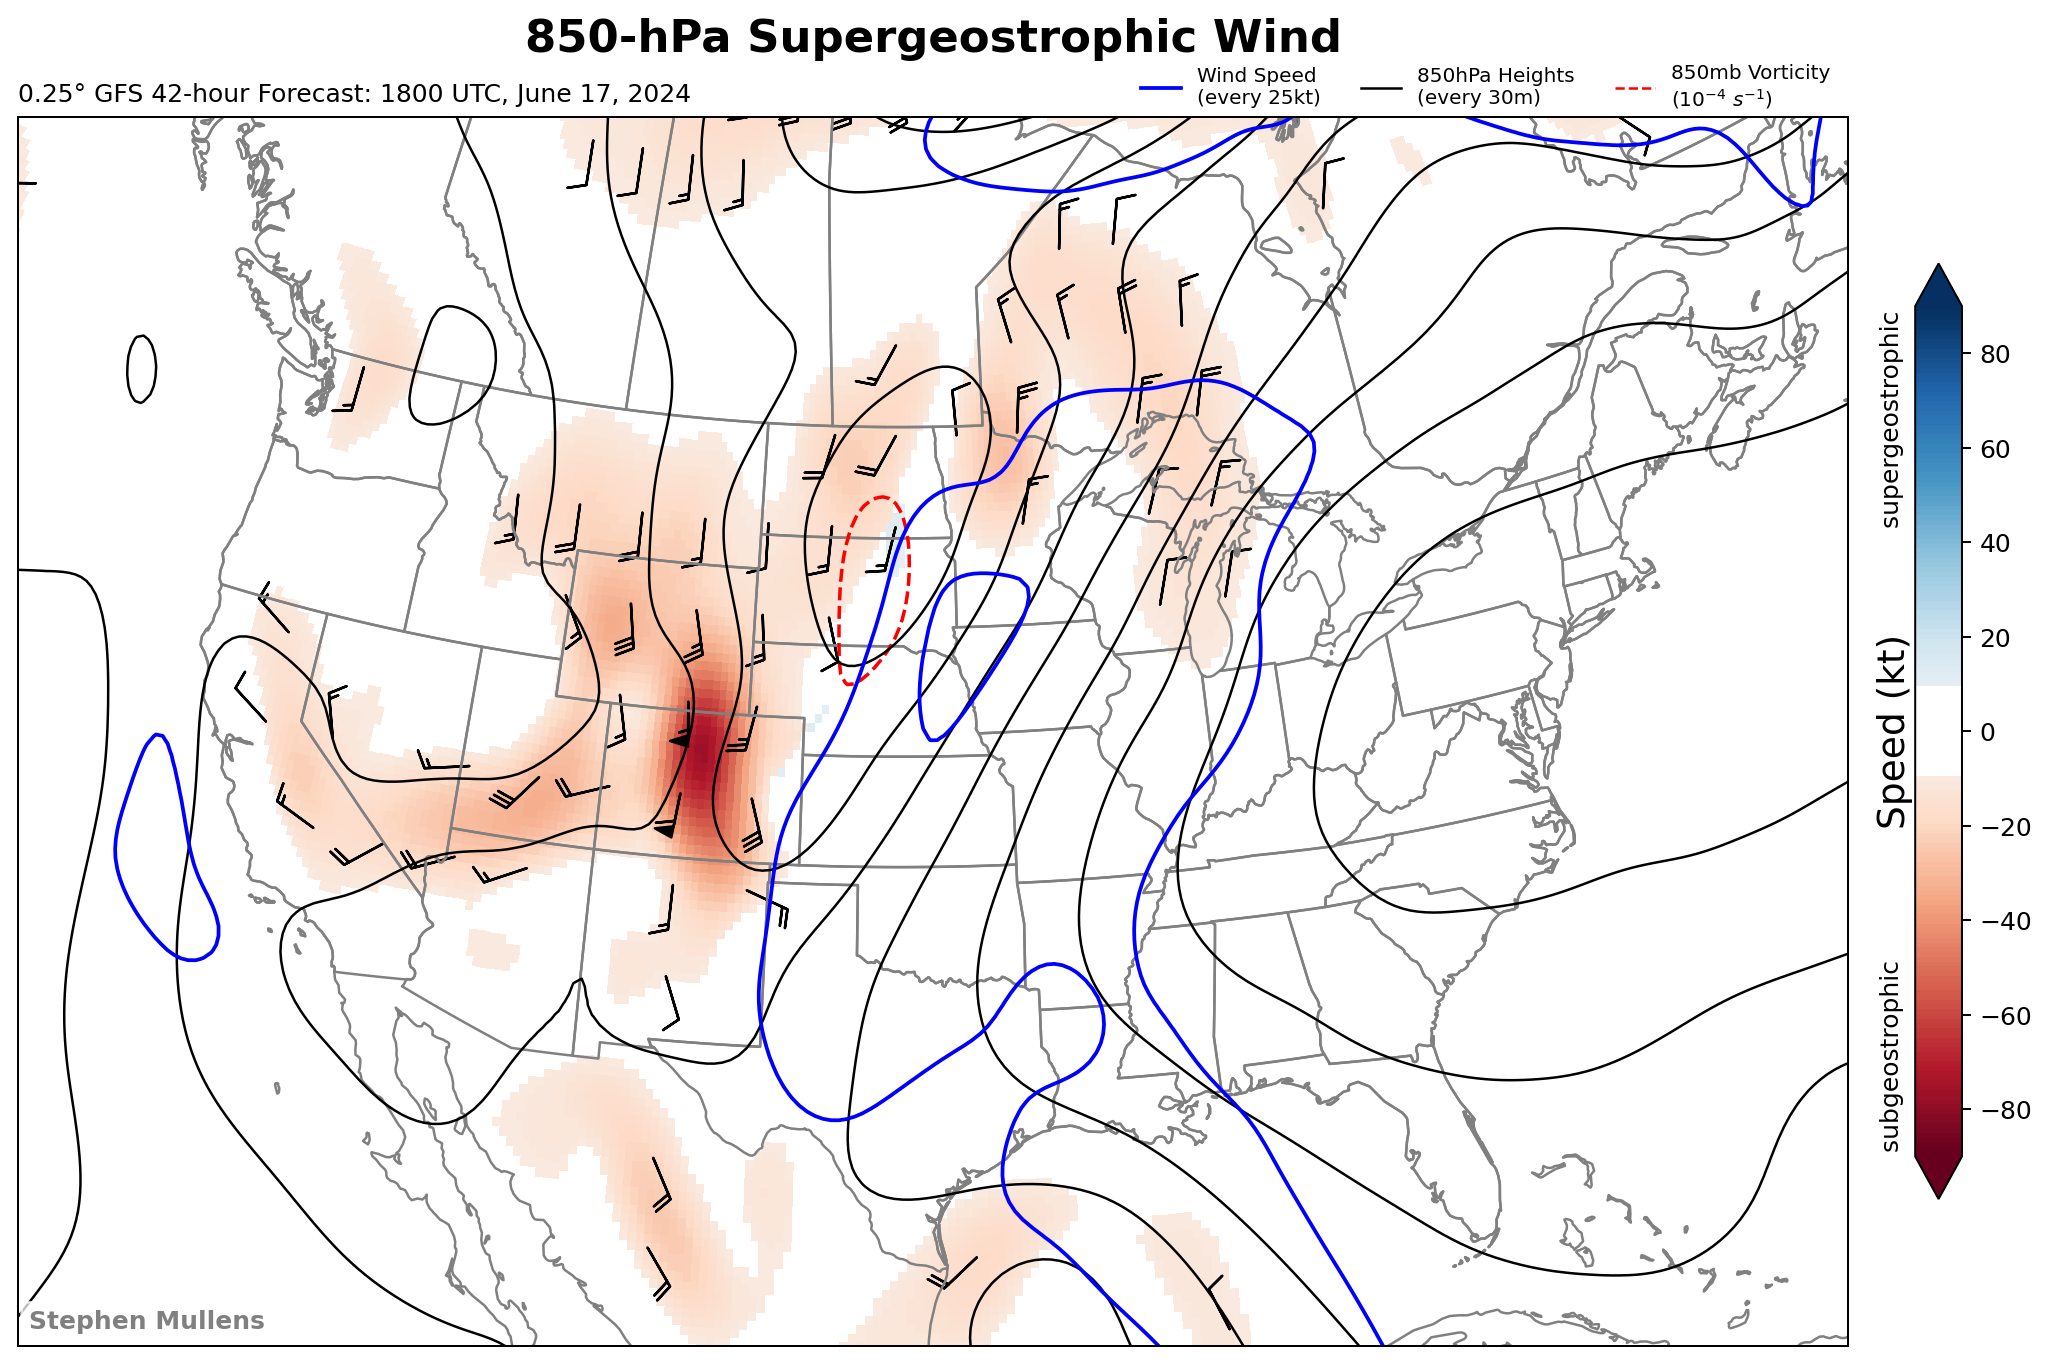 850-hPa Supergeostrophic Wind
0.25° GFS 42-hour Forecast: 1800 UTC, June 17, 2024
Wind Speed
(every 25kt)
850hPa Heights
(every 30m)
850mb Vorticity
(10⁻⁴ s⁻¹)
supergeostrophic
Speed (kt)
subgeostrophic
80
60
40
20
0
−20
−40
−60
−80
Stephen Mullens